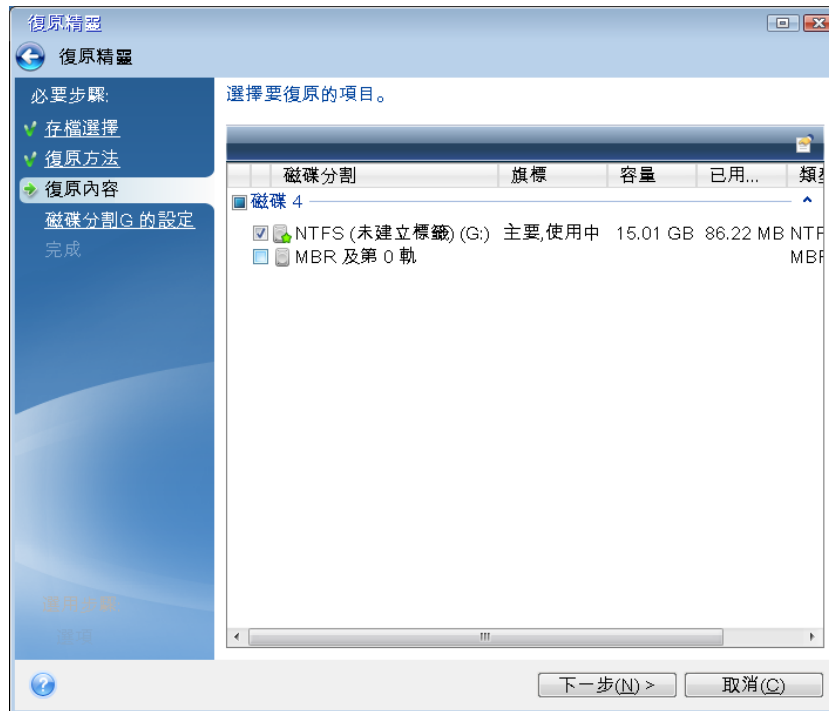 復原精靈
復原精靈
必要步驟:
存檔選擇
復原方法
復原內容
磁碟分割G 的設定
完成
選擇要復原的項目。
磁碟分割 旗標 容量 已用...
磁碟 4
NTFS (未建立標籤) (G:) 主要,使用中 15.01 GB 86.22 MB NTF
MBR 及第 0 軌 MBF
下一步(N) > 取消(C)